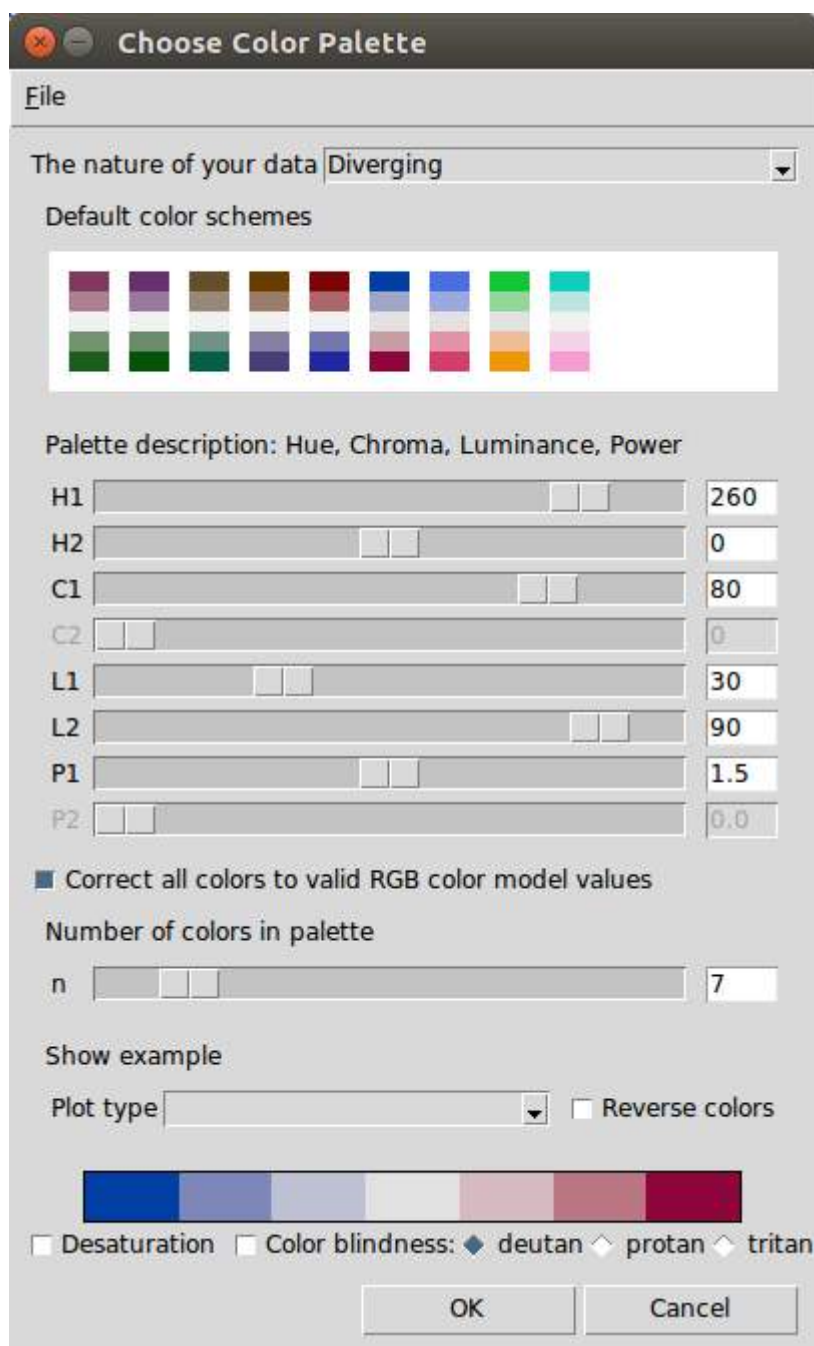 Choose Color Palette
File
The nature of your data Diverging
Default color schemes
Palette description: Hue, Chroma, Luminance, Power
H1 260
H2 0
C1 80
C2 0
L1 30
L2 90
P1 1.5
P2 0.0
Correct all colors to valid RGB color model values
Number of colors in palette
n 7
Show example
Plot type Reverse colors
Desaturation Color blindness: deutan protan tritan
OK Cancel